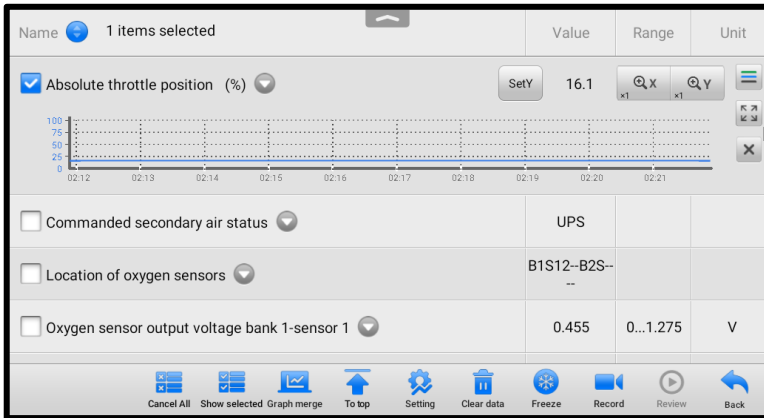 Name 1 items selected Value Range Unit
Absolute throttle position (%) SetY 16.1 ×1 X ×1 Y
100
75
50
25
0
02:12 02:13 02:14 02:15 02:16 02:17 02:18 02:19 02:20 02:21
Commanded secondary air status UPS
Location of oxygen sensors B1S12--B2S--
--
Oxygen sensor output voltage bank 1-sensor 1 0.455 0...1.275 V
Cancel All Show selected Graph merge To top Setting Clear data Freeze Record Review Back